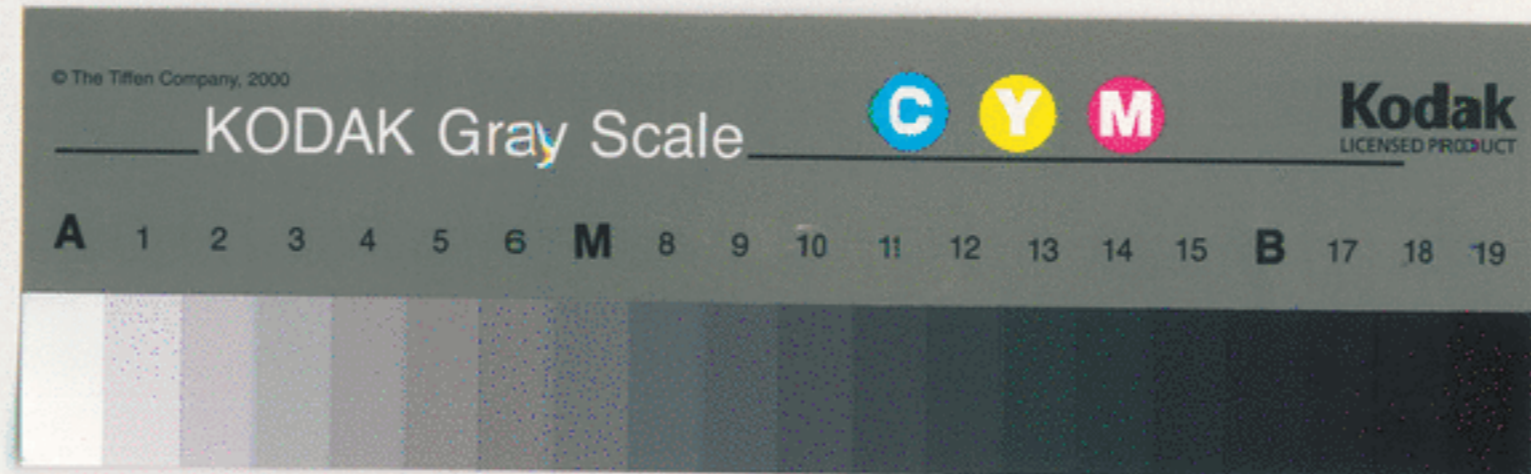 © The Tiffen Company, 2000
KODAK Gray Scale
C Y M
Kodak
LICENSED PRODUCT
A 1 2 3 4 5 6 M 8 9 10 11 12 13 14 15 B 17 18 19